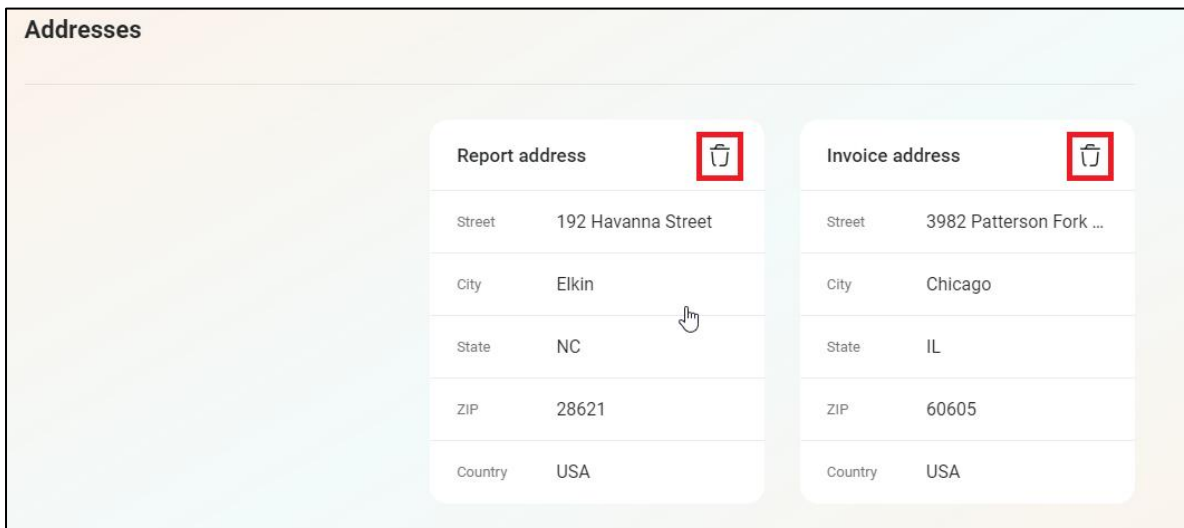 Addresses
Report address
Street 192 Havanna Street
City Elkin
State NC
ZIP 28621
Country USA
Invoice address
Street 3982 Patterson Fork ...
City Chicago
State IL
ZIP 60605
Country USA